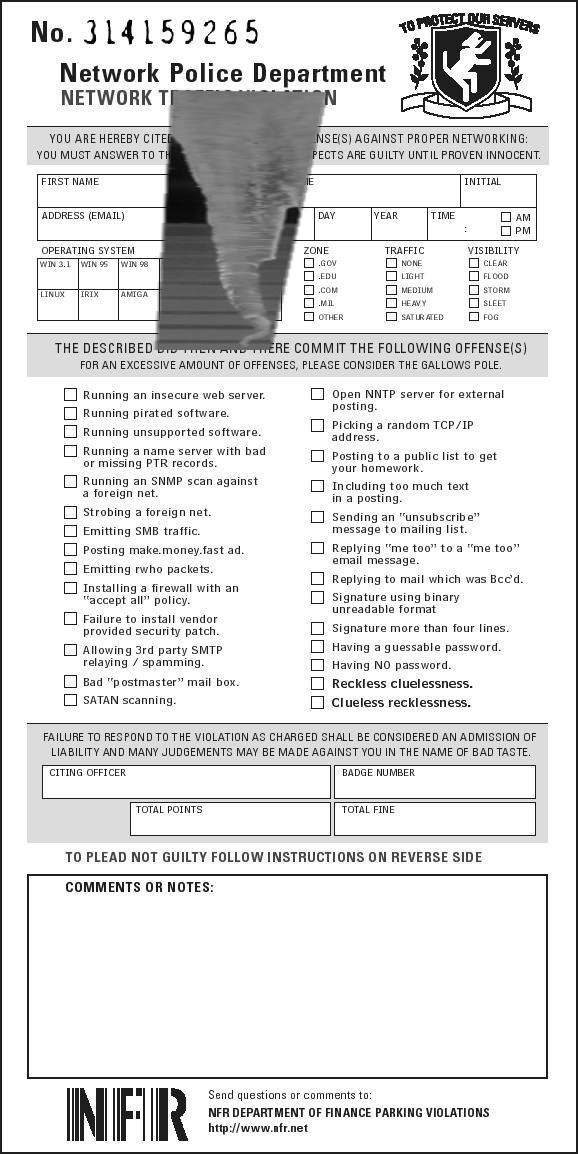 No. 314159265
TO PROTECT OUR SERVERS
Network Police Department
NETWORK
YOU ARE HEREBY CITED NSE(S) AGAINST PROPER NETWORKING:
YOU MUST ANSWER TO PECTS ARE GUILTY UNTIL PROVEN INNOCENT.
FIRST NAME INITIAL
ADDRESS (EMAIL) DAY YEAR TIME : AM
PM
OPERATING SYSTEM ZONE TRAFFIC VISIBILITY
WIN 3.1 WIN 95 WIN 98 .GOV NONE CLEAR
.EDU LIGHT FLOOD
.COM MEDIUM STORM
LINUX IRIX AMIGA .MIL HEAVY SLEET
OTHER SATURATED FOG
THE DESCRIBED DID THEN AND THERE COMMIT THE FOLLOWING OFFENSE(S)
FOR AN EXCESSIVE AMOUNT OF OFFENSES, PLEASE CONSIDER THE GALLOWS POLE.
Running an insecure web server.
Running pirated software.
Running unsupported software.
Running a name server with bad
or missing PTR records.
Running an SNMP scan against
a foreign net.
Strobing a foreign net.
Emitting SMB traffic.
Posting make.money.fast ad.
Emitting rwho packets.
Installing a firewall with an
"accept all" policy.
Failure to install vendor
provided security patch.
Allowing 3rd party SMTP
relaying / spamming.
Bad "postmaster" mail box.
SATAN scanning.
Open NNTP server for external
posting.
Picking a random TCP/IP
address.
Posting to a public list to get
your homework.
Including too much text
in a posting.
Sending an "unsubscribe"
message to mailing list.
Replying "me too" to a "me too"
email message.
Replying to mail which was Bcc'd.
Signature using binary
unreadable format
Signature more than four lines.
Having a guessable password.
Having NO password.
Reckless cluelessness.
Clueless recklessness.
FAILURE TO RESPOND TO THE VIOLATION AS CHARGED SHALL BE CONSIDERED AN ADMISSION OF
LIABILITY AND MANY JUDGEMENTS MAY BE MADE AGAINST YOU IN THE NAME OF BAD TASTE.
CITING OFFICER BADGE NUMBER
TOTAL POINTS TOTAL FINE
TO PLEAD NOT GUILTY FOLLOW INSTRUCTIONS ON REVERSE SIDE
COMMENTS OR NOTES:
NFR
Send questions or comments to:
NFR DEPARTMENT OF FINANCE PARKING VIOLATIONS
http://www.nfr.net